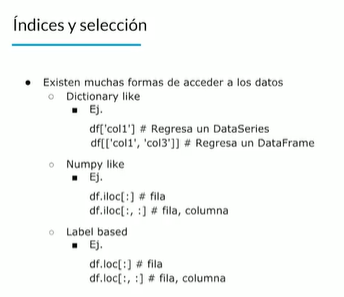 Índices y selección
● Existen muchas formas de acceder a los datos
○ Dictionary like
■ Ej.
df['col1'] # Regresa un DataSeries
df[['col1', 'col3']] # Regresa un DataFrame
○ Numpy like
■ Ej.
df.iloc[:] # fila
df.iloc[:, :] # fila, columna
○ Label based
■ Ej.
df.loc[:] # fila
df.loc[:, :] # fila, columna